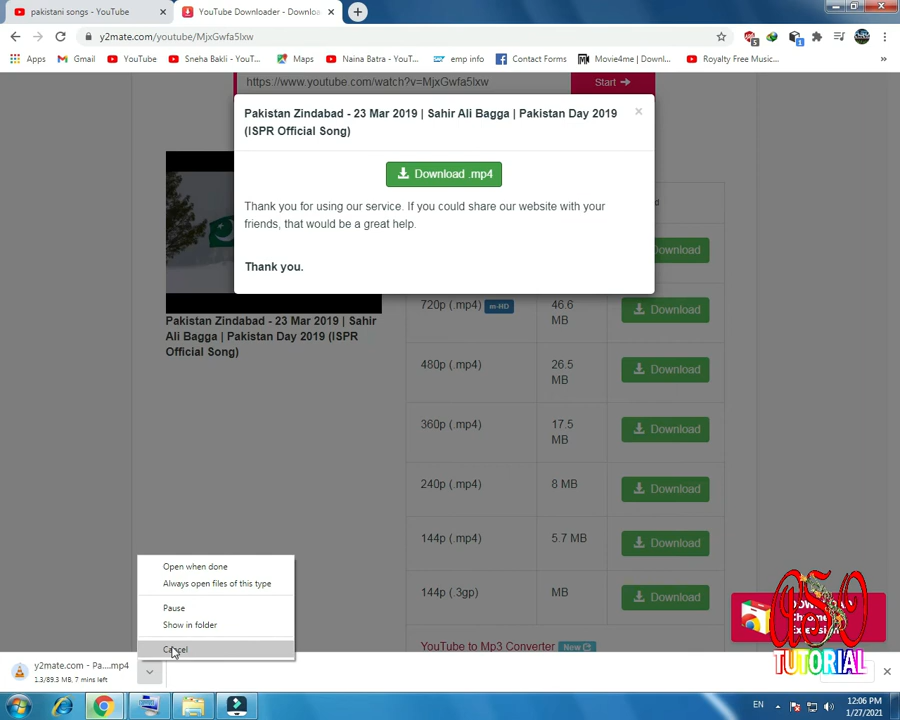 pakistani songs - YouTube
YouTube Downloader - Downloa
y2mate.com/youtube/MjxGwfa5lxw
Apps Gmail YouTube Sneha Bakli - YouT... Maps Naina Batra - YouT... emp info Contact Forms Movie4me | Downl... Royalty Free Music... »
https://www.youtube.com/watch?v=MjxGwfa5lxw Start →
Pakistan Zindabad - 23 Mar 2019 | Sahir Ali Bagga | Pakistan Day 2019
(ISPR Official Song)
×
Download .mp4
Thank you for using our service. If you could share our website with your
friends, that would be a great help.
Thank you.
Download
720p (.mp4) m-HD 46.6
MB Download
480p (.mp4) 26.5
MB Download
360p (.mp4) 17.5
MB Download
240p (.mp4) 8 MB Download
144p (.mp4) 5.7 MB Download
144p (.3gp) MB Download
YouTube to Mp3 Converter New
Pakistan Zindabad - 23 Mar 2019 | Sahir
Ali Bagga | Pakistan Day 2019 (ISPR
Official Song)
Open when done
Always open files of this type
Pause
Show in folder
Cancel
Chrome
TUTORIAL
y2mate.com - Pa....mp4
1.3/89.3 MB, 7 mins left
EN
12:06 PM
1/27/2021